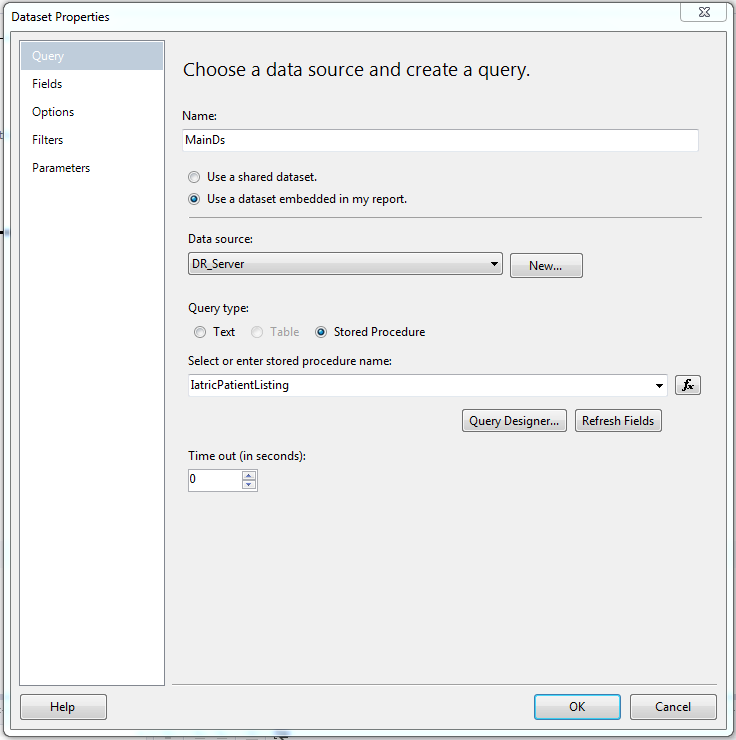 Dataset Properties
Query
Fields
Options
Filters
Parameters
Choose a data source and create a query.
Name:
MainDs
Use a shared dataset.
Use a dataset embedded in my report.
Data source:
DR_Server
New...
Query type:
Text Table Stored Procedure
Select or enter stored procedure name:
IatricPatientListing
fx
Query Designer... Refresh Fields
Time out (in seconds):
0
Help OK Cancel